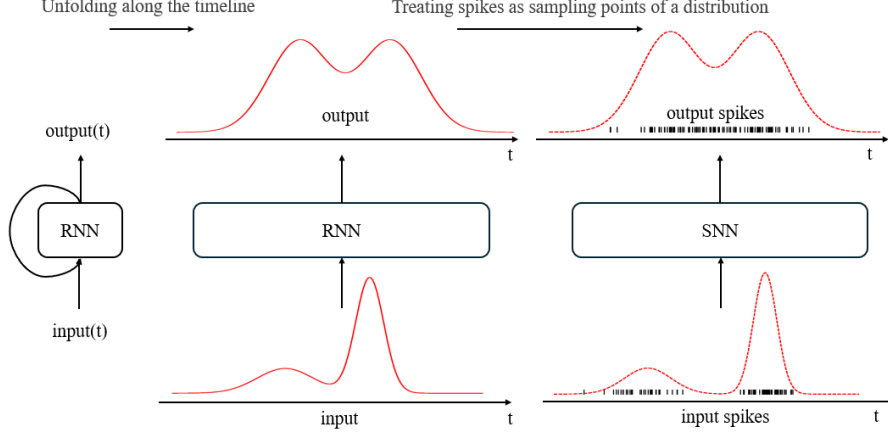 Unfolding along the timeline
Treating spikes as sampling points of a distribution
output(t)
output
t
output spikes
t
RNN
RNN
SNN
input(t)
input
t
input spikes
t